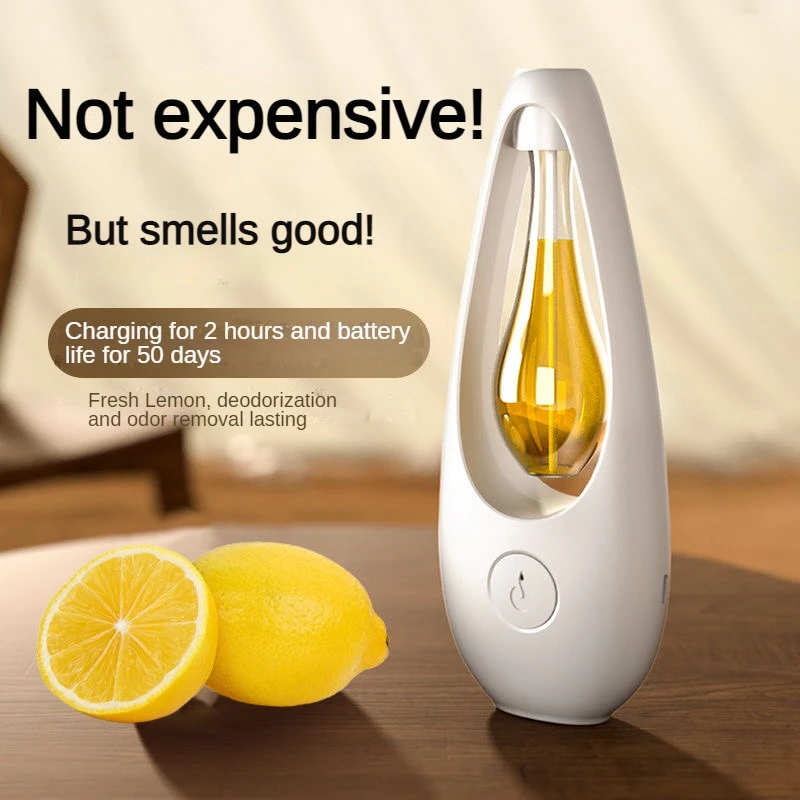 Not expensive!
But smells good!
Charging for 2 hours and battery
life for 50 days
Fresh Lemon, deodorization
and odor removal lasting